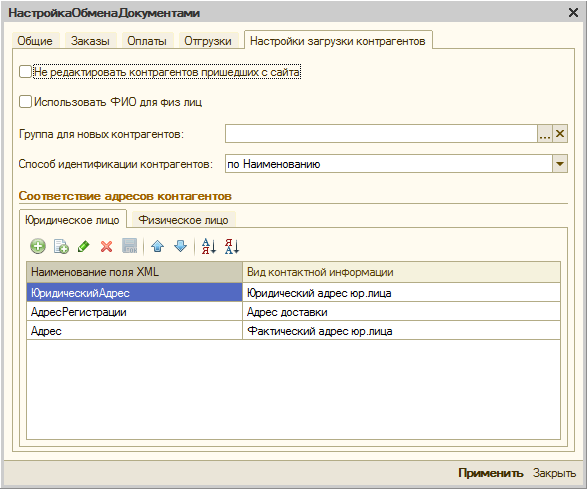 НастройкаОбменаДокументами
Общие Заказы Оплаты Отгрузки Настройки загрузки контрагентов
Не редактировать контрагентов пришедших с сайта
Использовать ФИО для физ лиц
Группа для новых контрагентов:
Способ идентификации контрагентов: по Наименованию
Соответствие адресов контагентов
Юридическое лицо Физическое лицо
Наименование поля XML Вид контактной информации
ЮридическийАдрес Юридический адрес юр.лица
АдресРегистрации Адрес доставки
Адрес Фактический адрес юр.лица
Применить Закрыть